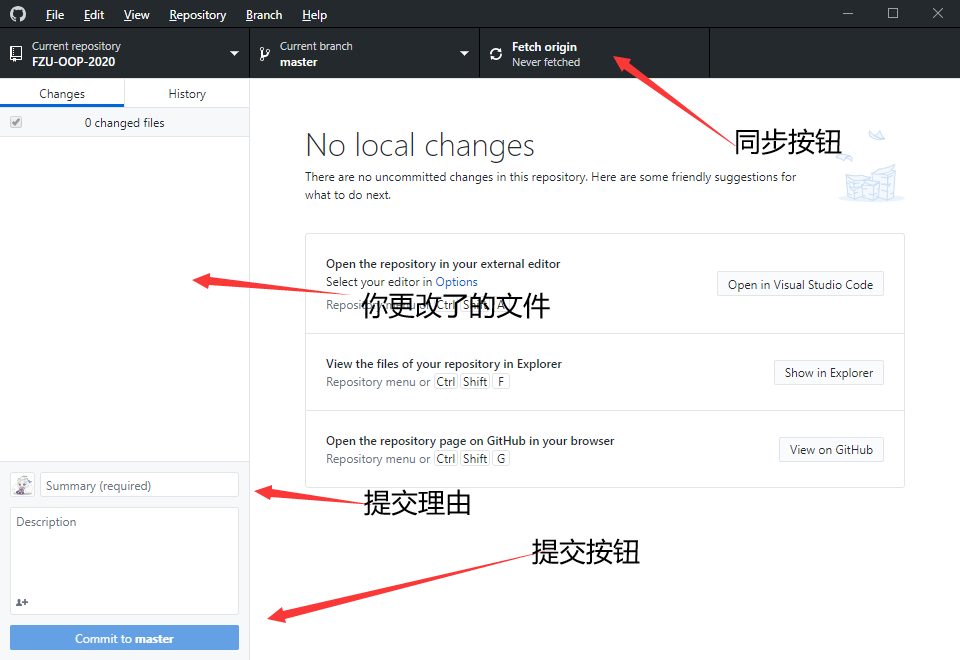 File Edit View Repository Branch Help
Current repository
FZU-OOP-2020
Current branch
master
Fetch origin
Never fetched
同步按钮
Changes
History
0 changed files
No local changes
There are no uncommitted changes in this repository. Here are some friendly suggestions for
what to do next.
Open the repository in your external editor
Select your editor in Options
Repository menu or Ctrl Shift A
Open in Visual Studio Code
你更改了的文件
View the files of your repository in Explorer
Repository menu or Ctrl Shift F
Show in Explorer
Open the repository page on GitHub in your browser
Repository menu or Ctrl Shift G
View on GitHub
Summary (required)
提交理由
Description
提交按钮
Commit to master